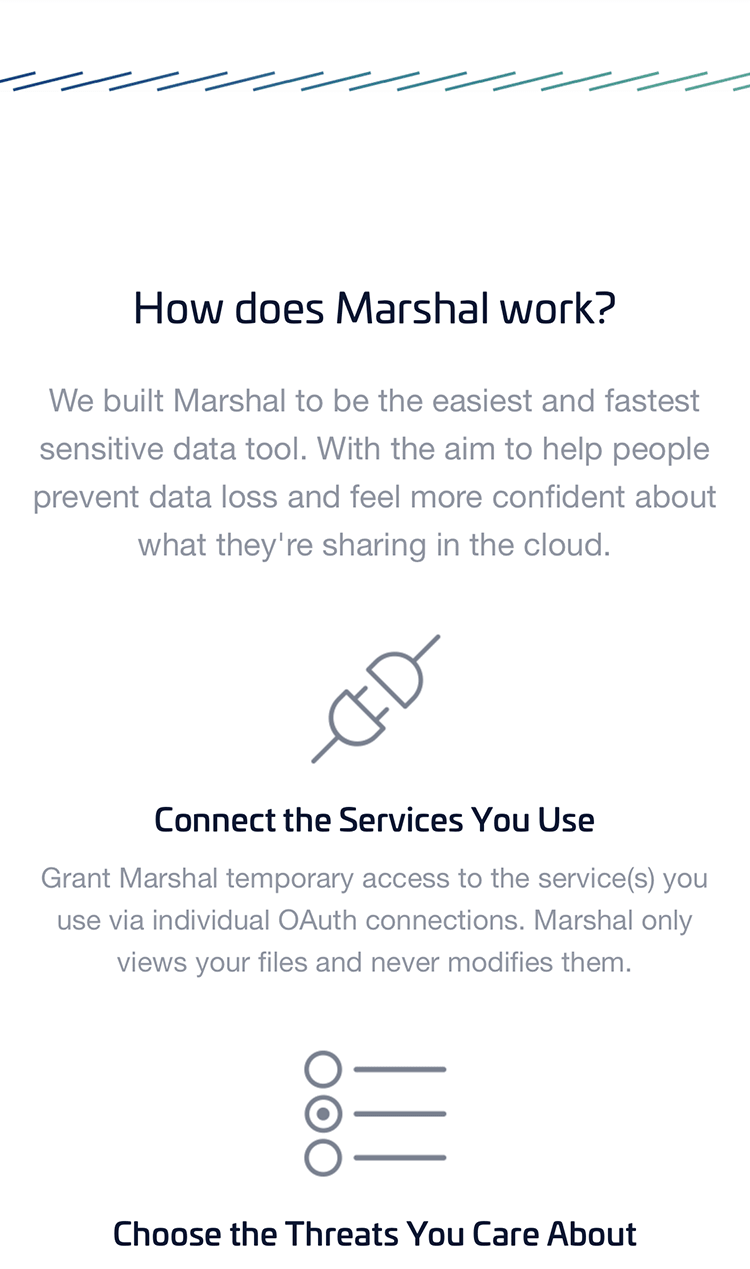 How does Marshal work?
We built Marshal to be the easiest and fastest
sensitive data tool. With the aim to help people
prevent data loss and feel more confident about
what they're sharing in the cloud.
Connect the Services You Use
Grant Marshal temporary access to the service(s) you
use via individual OAuth connections. Marshal only
views your files and never modifies them.
Choose the Threats You Care About